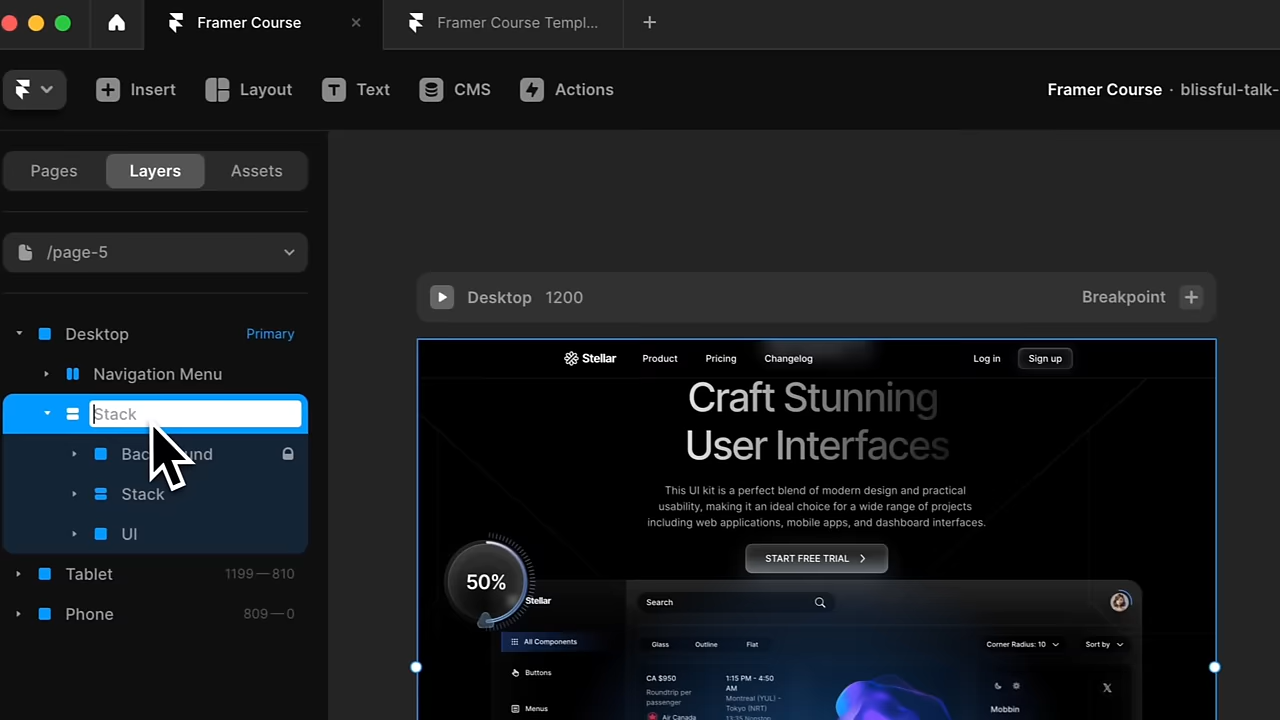 Framer Course
Framer Course Templ...
Insert
Layout
Text
CMS
Actions
Framer Course · blissful-talk-
Pages
Layers
Assets
/page-5
Desktop
Primary
Navigation Menu
Stack
Background
Stack
UI
Tablet
1199—810
Phone
809—0
Desktop 1200
Breakpoint
Stellar
Product
Pricing
Changelog
Log in
Sign up
Craft Stunning
User Interfaces
This UI kit is a perfect blend of modern design and practical
usability, making it an ideal choice for a wide range of projects
including web applications, mobile apps, and dashboard interfaces.
START FREE TRIAL
50%
Stellar
Search
All Components
Glass
Outline
Flat
Corner Radius: 10
Sort by
Buttons
CA $950
Roundtrip per
passenger
Air Canada
1:15 PM - 4:50
AM
Montreal (YUL) -
Tokyo (NRT)
13:35 Nonstop
Mobbin
Menus